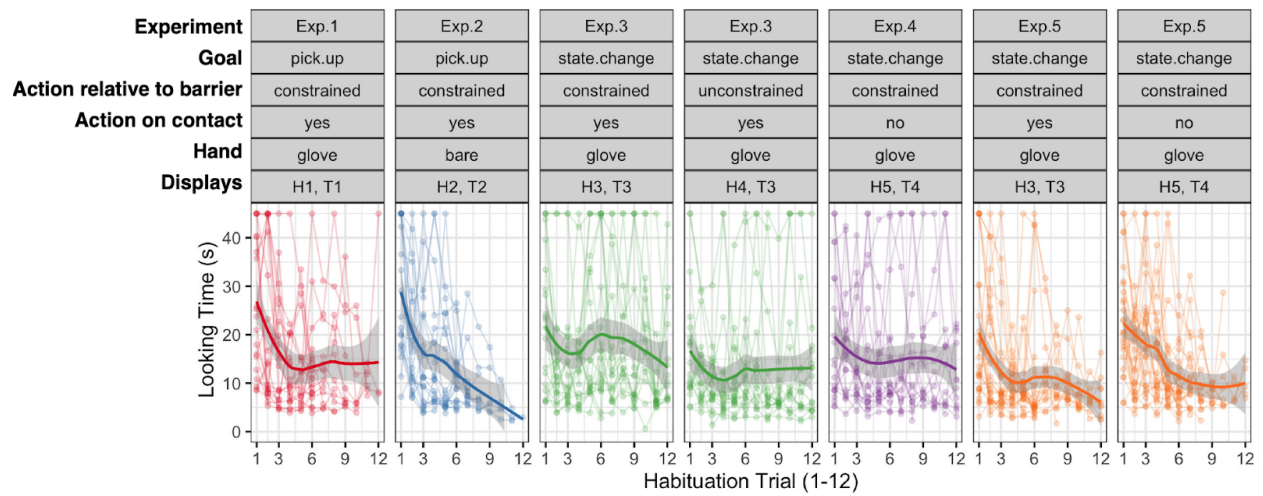 Experiment Exp.1 Exp.2 Exp.3 Exp.3 Exp.4 Exp.5 Exp.5
Goal pick.up pick.up state.change state.change state.change state.change state.change
Action relative to barrier constrained constrained constrained unconstrained constrained constrained constrained
Action on contact yes yes yes yes no yes no
Hand glove bare glove glove glove glove glove
Displays H1, T1 H2, T2 H3, T3 H4, T3 H5, T4 H3, T3 H5, T4
Looking Time (s)
40
30
20
10
0
1 3 6 9 12 1 3 6 9 12 1 3 6 9 12 1 3 6 9 12 1 3 6 9 12 1 3 6 9 12 1 3 6 9 12
Habituation Trial (1-12)